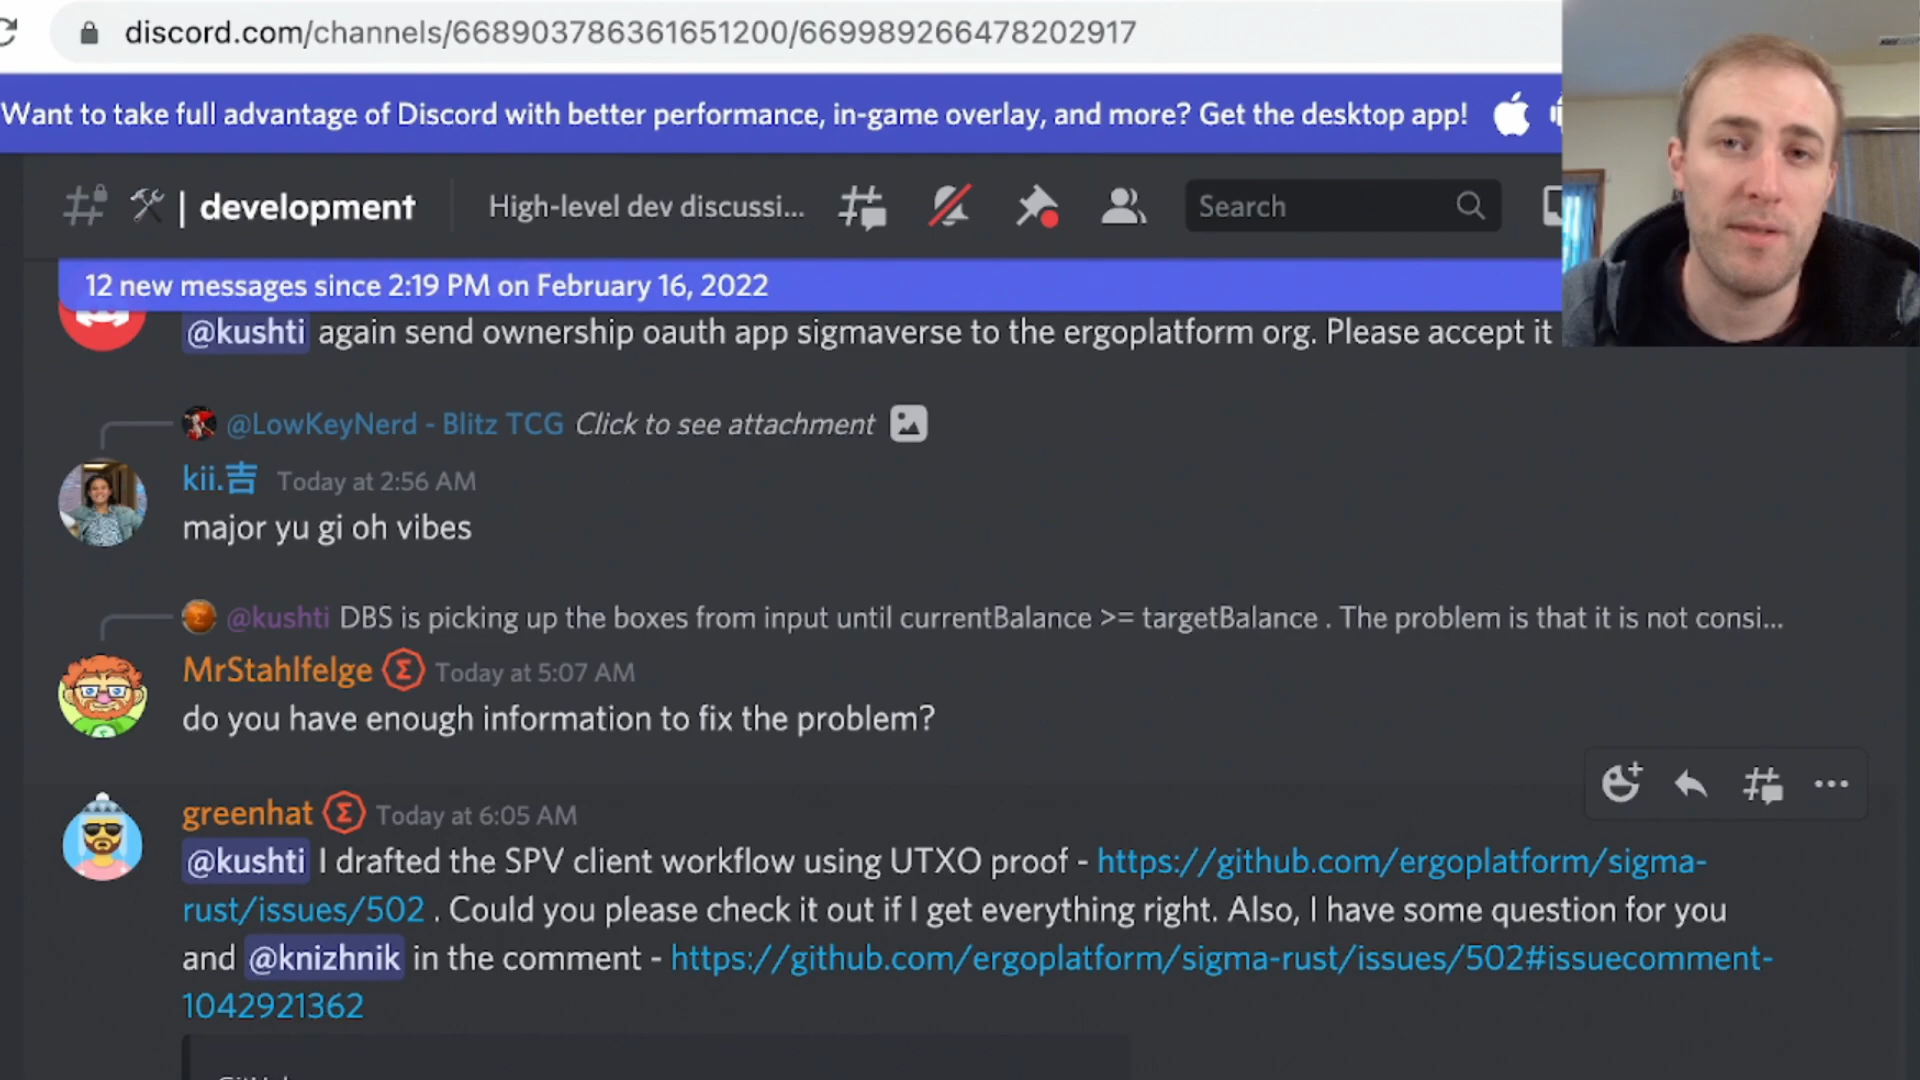 discord.com/channels/668903786361651200/669989266478202917
Want to take full advantage of Discord with better performance, in-game overlay, and more? Get the desktop app!
| development High-level dev discussi... Search
12 new messages since 2:19 PM on February 16, 2022
@kushti again send ownership oauth app sigmaverse to the ergoplatform org. Please accept it
@LowKeyNerd - Blitz TCG Click to see attachment
kii.吉 Today at 2:56 AM
major yu gi oh vibes
@kushti DBS is picking up the boxes from input until currentBalance >= targetBalance . The problem is that it is not consi...
MrStahlfelge Σ Today at 5:07 AM
do you have enough information to fix the problem?
greenhat Σ Today at 6:05 AM
@kushti I drafted the SPV client workflow using UTXO proof - https://github.com/ergoplatform/sigma-
rust/issues/502 . Could you please check it out if I get everything right. Also, I have some question for you
and @knizhnik in the comment - https://github.com/ergoplatform/sigma-rust/issues/502#issuecomment-
1042921362